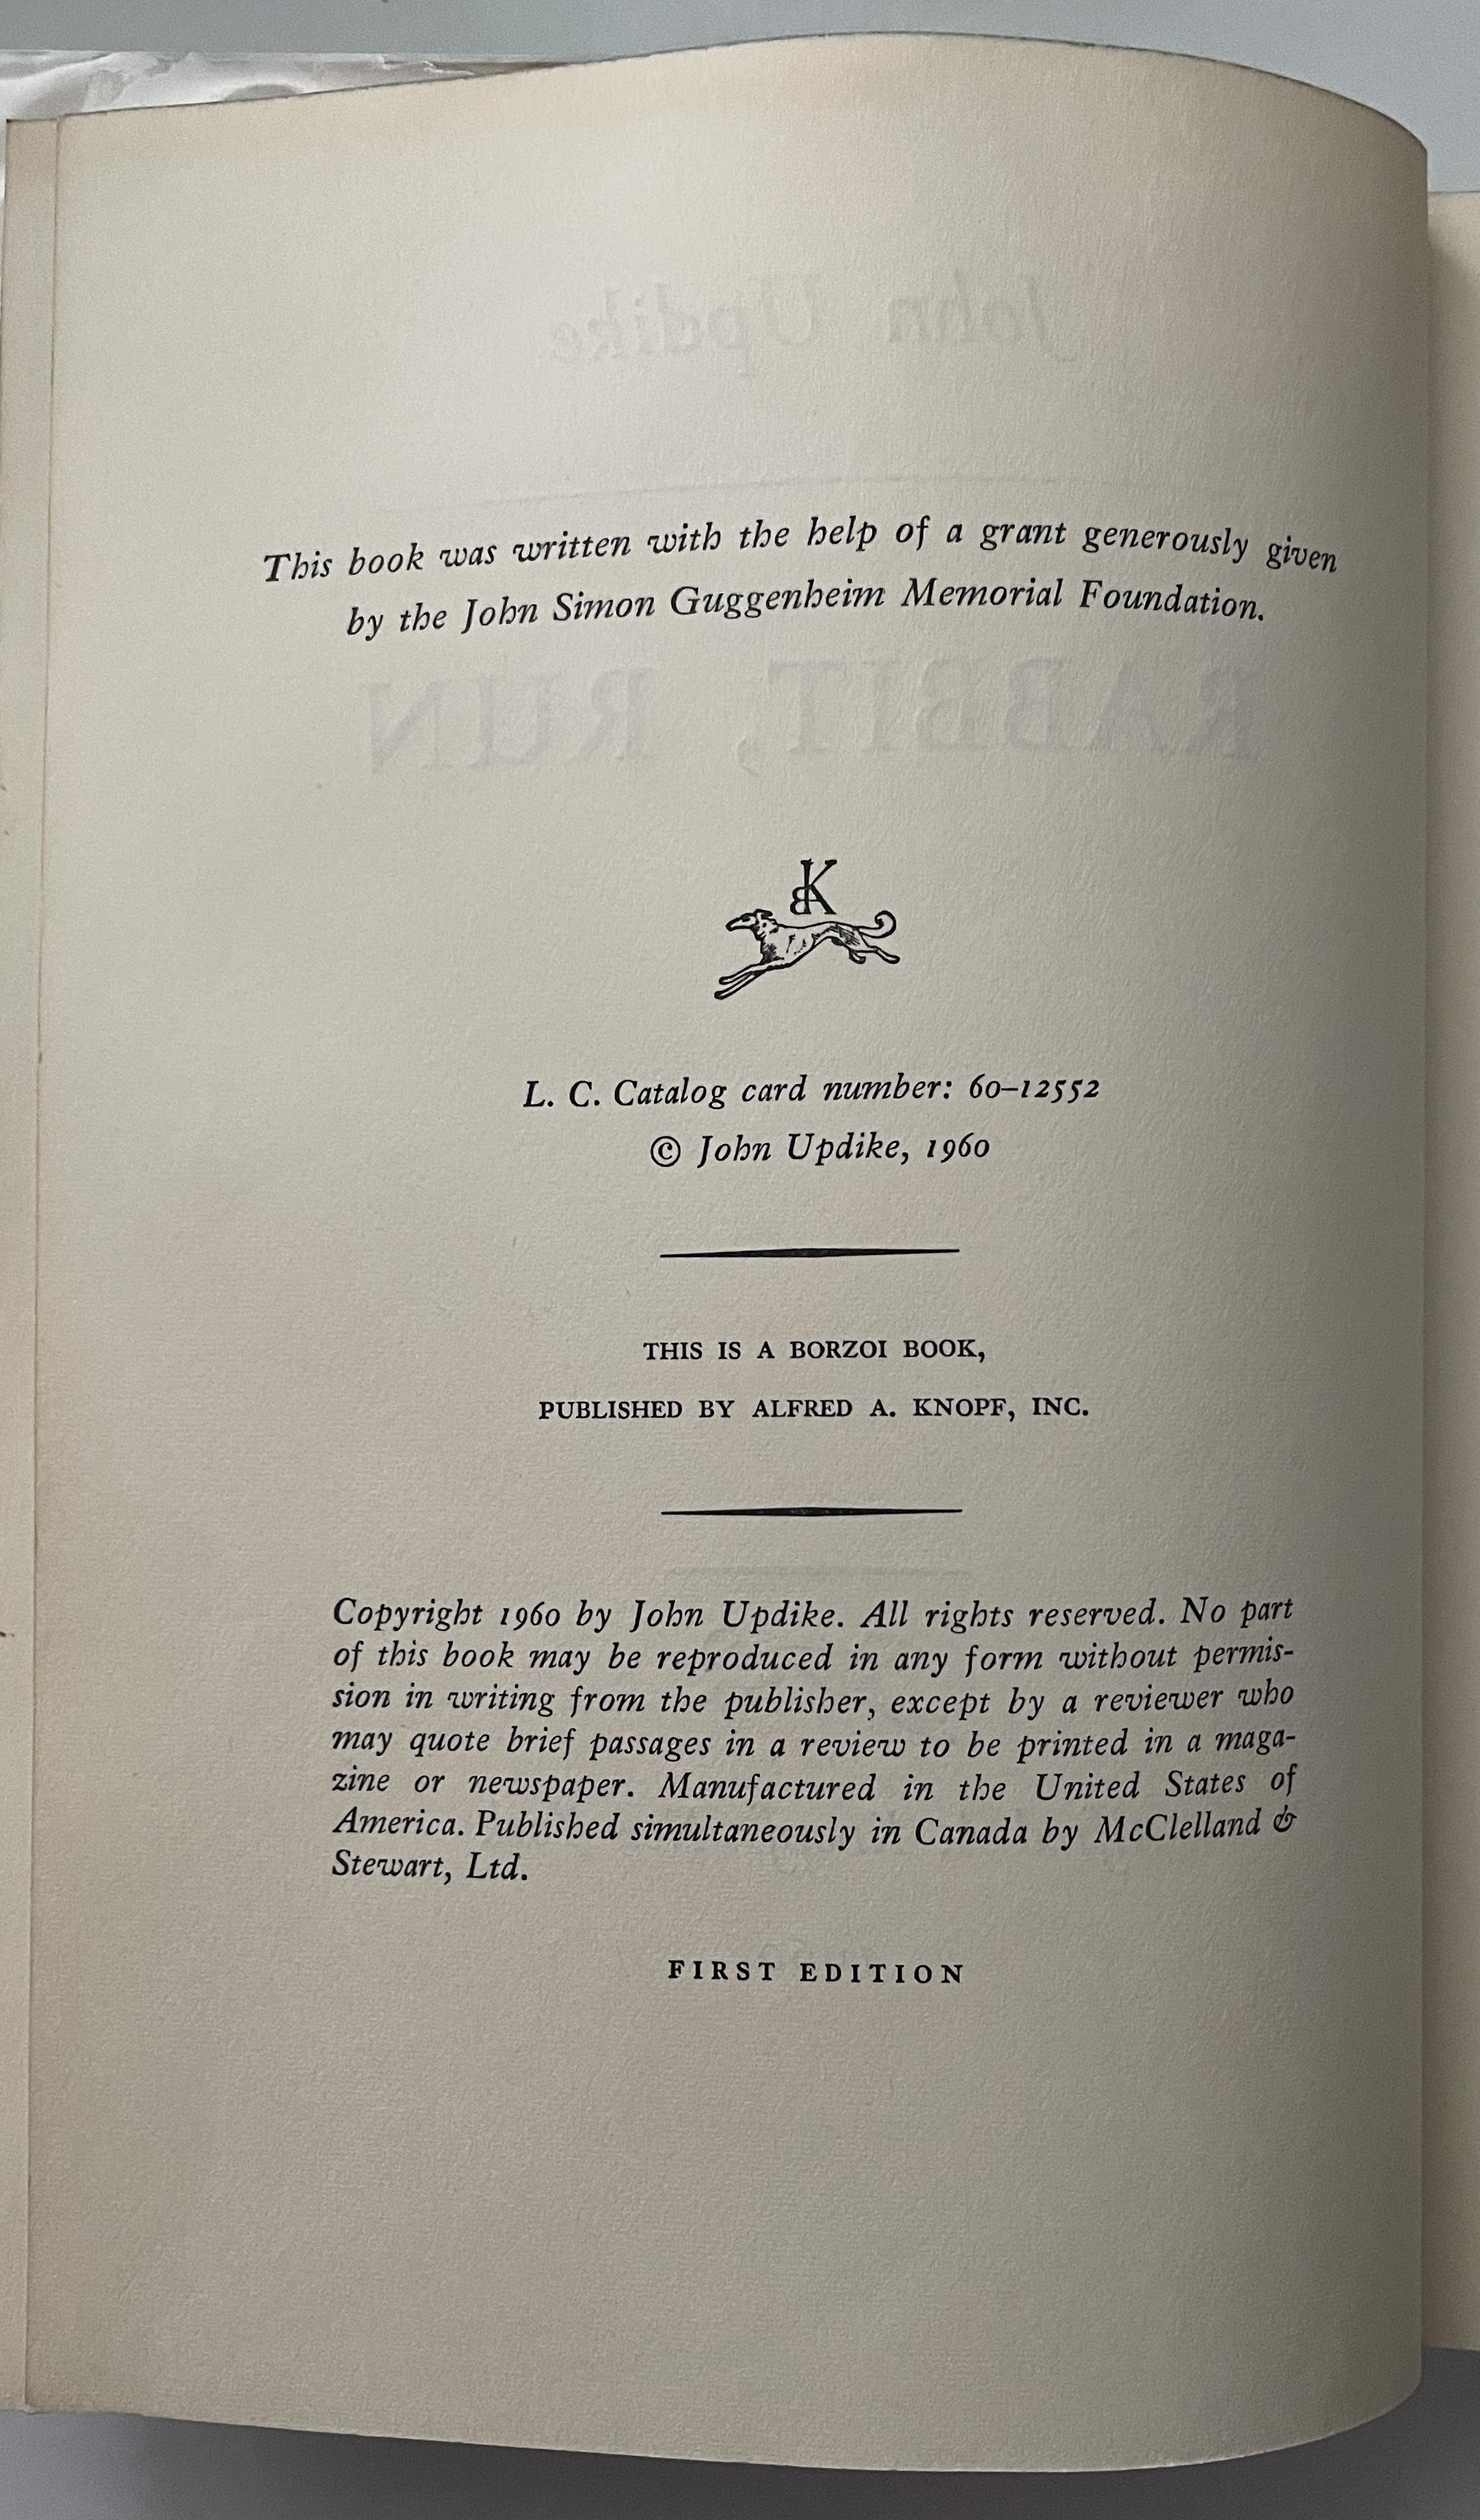 John Updike
This book was written with the help of a grant generously given
by the John Simon Guggenheim Memorial Foundation.
RABBIT, RUN
BK
L. C. Catalog card number: 60–12552
© John Updike, 1960
THIS IS A BORZOI BOOK,
PUBLISHED BY ALFRED A. KNOPF, INC.
Copyright 1960 by John Updike. All rights reserved. No part
of this book may be reproduced in any form without permis-
sion in writing from the publisher, except by a reviewer who
may quote brief passages in a review to be printed in a maga-
zine or newspaper. Manufactured in the United States of
America. Published simultaneously in Canada by McClelland &
Stewart, Ltd.
FIRST EDITION